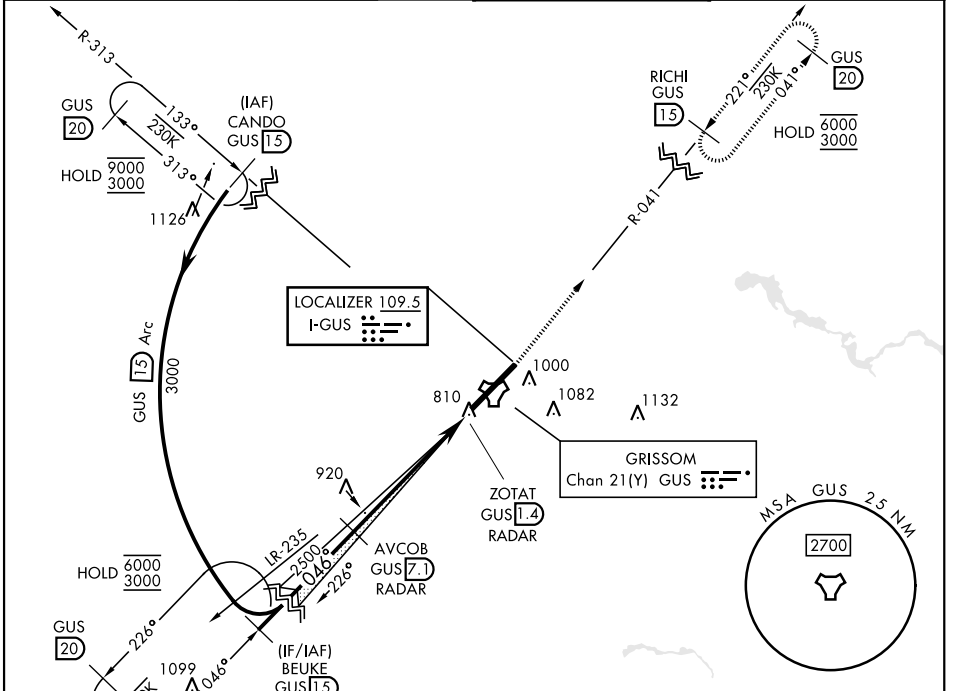 R-313
GUS
20
133°
230K
313°
HOLD 9000
3000
(IAF)
CANDO
GUS 15
1126
RICHI
GUS
15
221°
230K
041°
GUS
20
HOLD 6000
3000
R-041
LOCALIZER 109.5
I-GUS
GUS 15 Arc
3000
810
1000
1082
1132
GRISSOM
Chan 21(Y) GUS
ZOTAT
GUS 1.4
RADAR
920
AVCOB
GUS 7.1
RADAR
LR-235
2500
046°
226°
HOLD 6000
3000
226°
GUS
20
1099
046°
0K
(IF/IAF)
BEUKE
GUS 15
MSA GUS 25 NM
2700